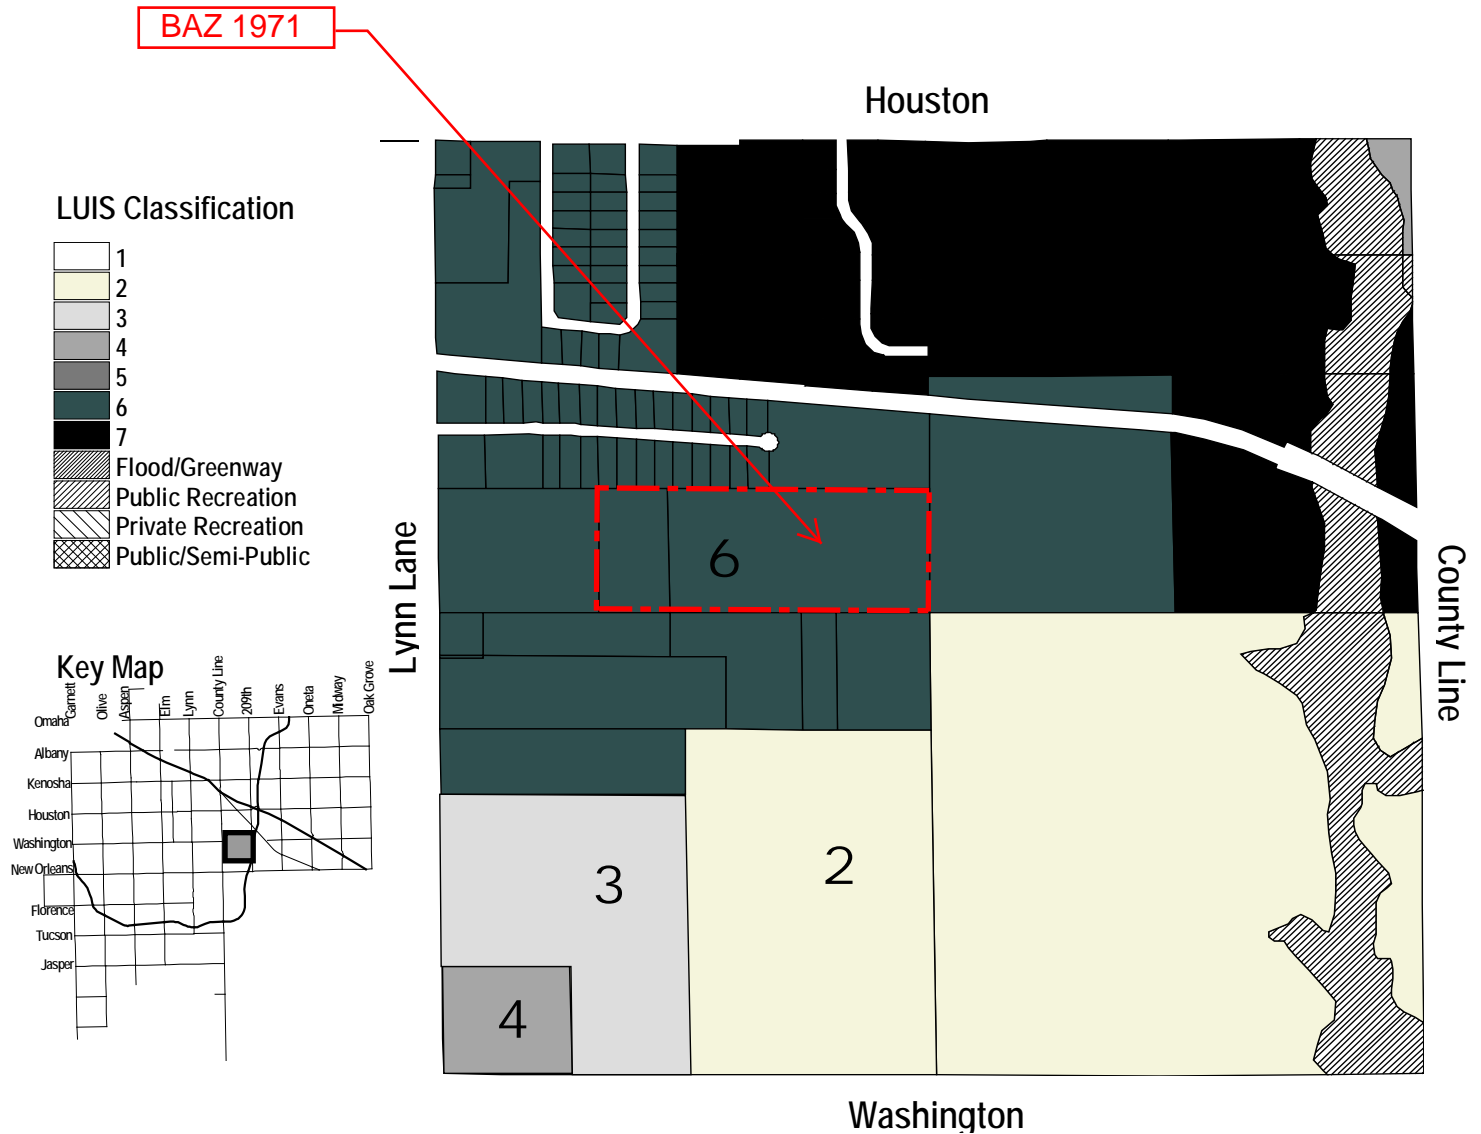 BAZ 1971
Houston
LUIS Classification
1
2
3
4
5
6
7
Flood/Greenway
Public Recreation
Private Recreation
Public/Semi-Public
Lynn Lane
County Line
6
3
2
4
Washington
Key Map
Garnett
Olive
Aspen
Elm
Lynn
County Line
209th
Evans
Oneta
Midway
Oak Grove
Omaha
Albany
Kenosha
Houston
Washington
New Orleans
Florence
Tucson
Jasper